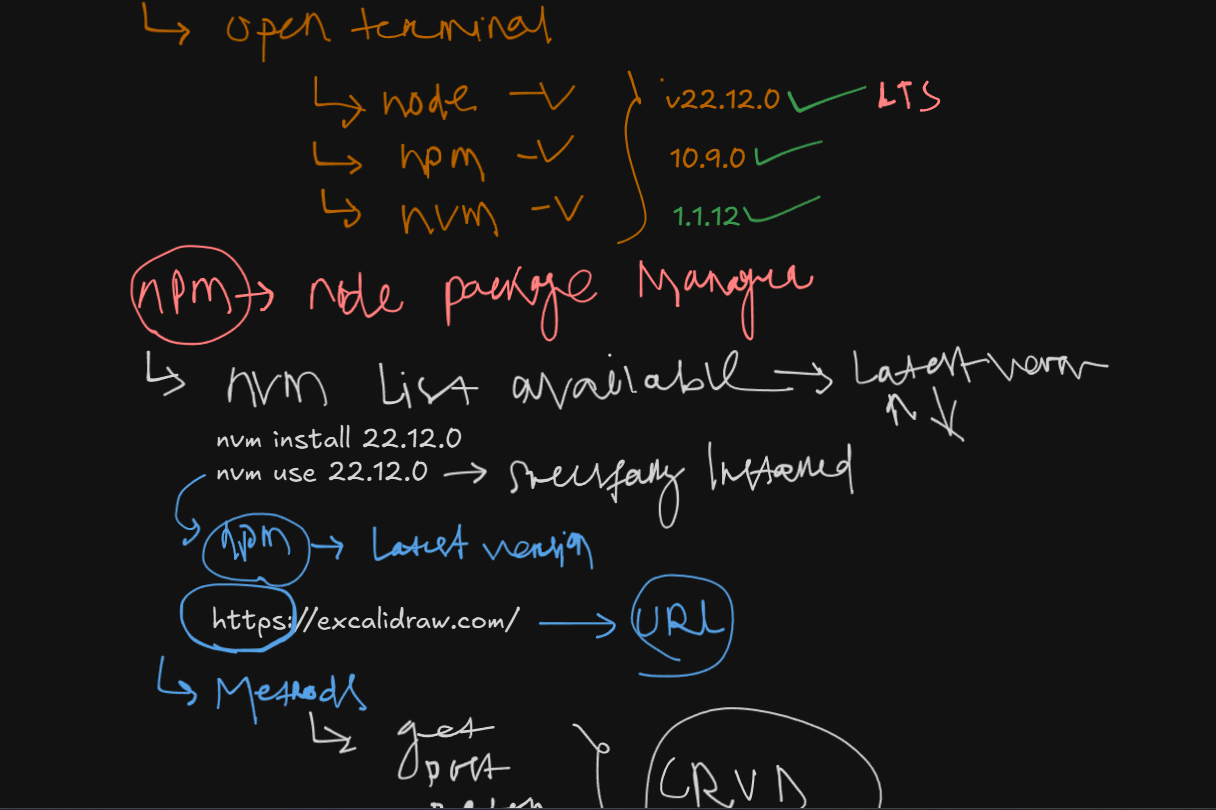 ↳ open terminal
↳ node -v v22.12.0 ✓ LTS
↳ npm -v 10.9.0 ✓
↳ nvm -v 1.1.12 ✓
npm → node package Manager
↳ nvm list available → Latest version ↓
nvm install 22.12.0
nvm use 22.12.0 → successfully Installed
npm → Latest version
https://excalidraw.com/ → URL
↳ Methods
↳ get
post
CRUD